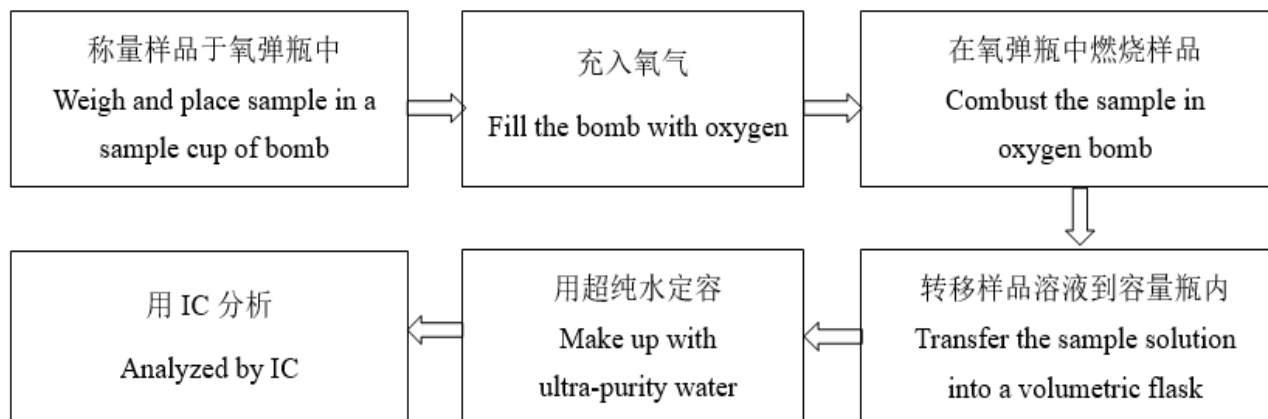 称量样品于氧弹瓶中
Weigh and place sample in a
sample cup of bomb
充入氧气
Fill the bomb with oxygen
在氧弹瓶中燃烧样品
Combust the sample in
oxygen bomb
转移样品溶液到容量瓶内
Transfer the sample solution
into a volumetric flask
用超纯水定容
Make up with
ultra-purity water
用 IC 分析
Analyzed by IC